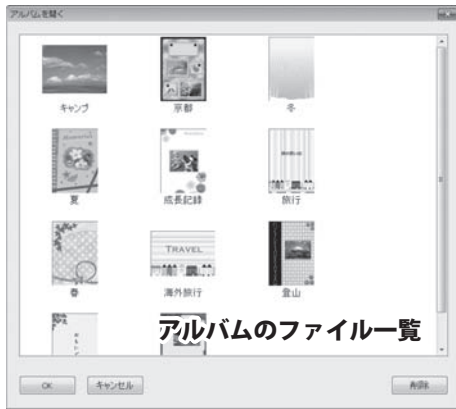 アルバムを開く
キャンプ
京都
冬
夏
成長記録
旅行
TRAVEL
春
海外旅行
登山
アルバムのファイル一覧
OK
キャンセル
削除